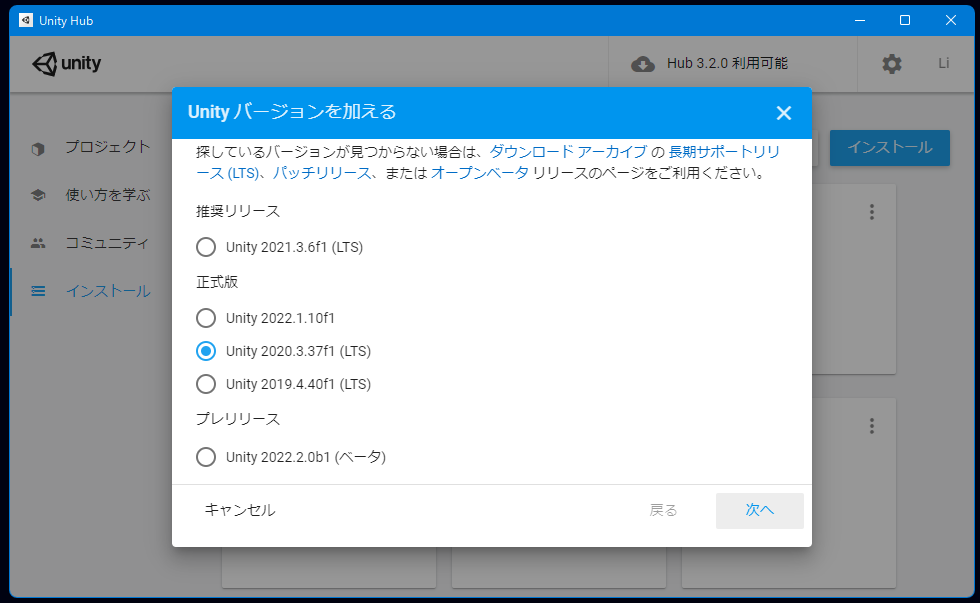 Unity Hub
unity
Hub 3.2.0 利用可能
Li
プロジェクト
使い方を学ぶ
コミュニティ
インストール
インストール
Unity バージョンを加える
探しているバージョンが見つからない場合は、ダウンロード アーカイブ の 長期サポートリリ
ース (LTS)、パッチリリース、または オープンベータ リリースのページをご利用ください。
推奨リリース
Unity 2021.3.6f1 (LTS)
正式版
Unity 2022.1.10f1
Unity 2020.3.37f1 (LTS)
Unity 2019.4.40f1 (LTS)
プレリリース
Unity 2022.2.0b1 (ベータ)
キャンセル
戻る
次へ